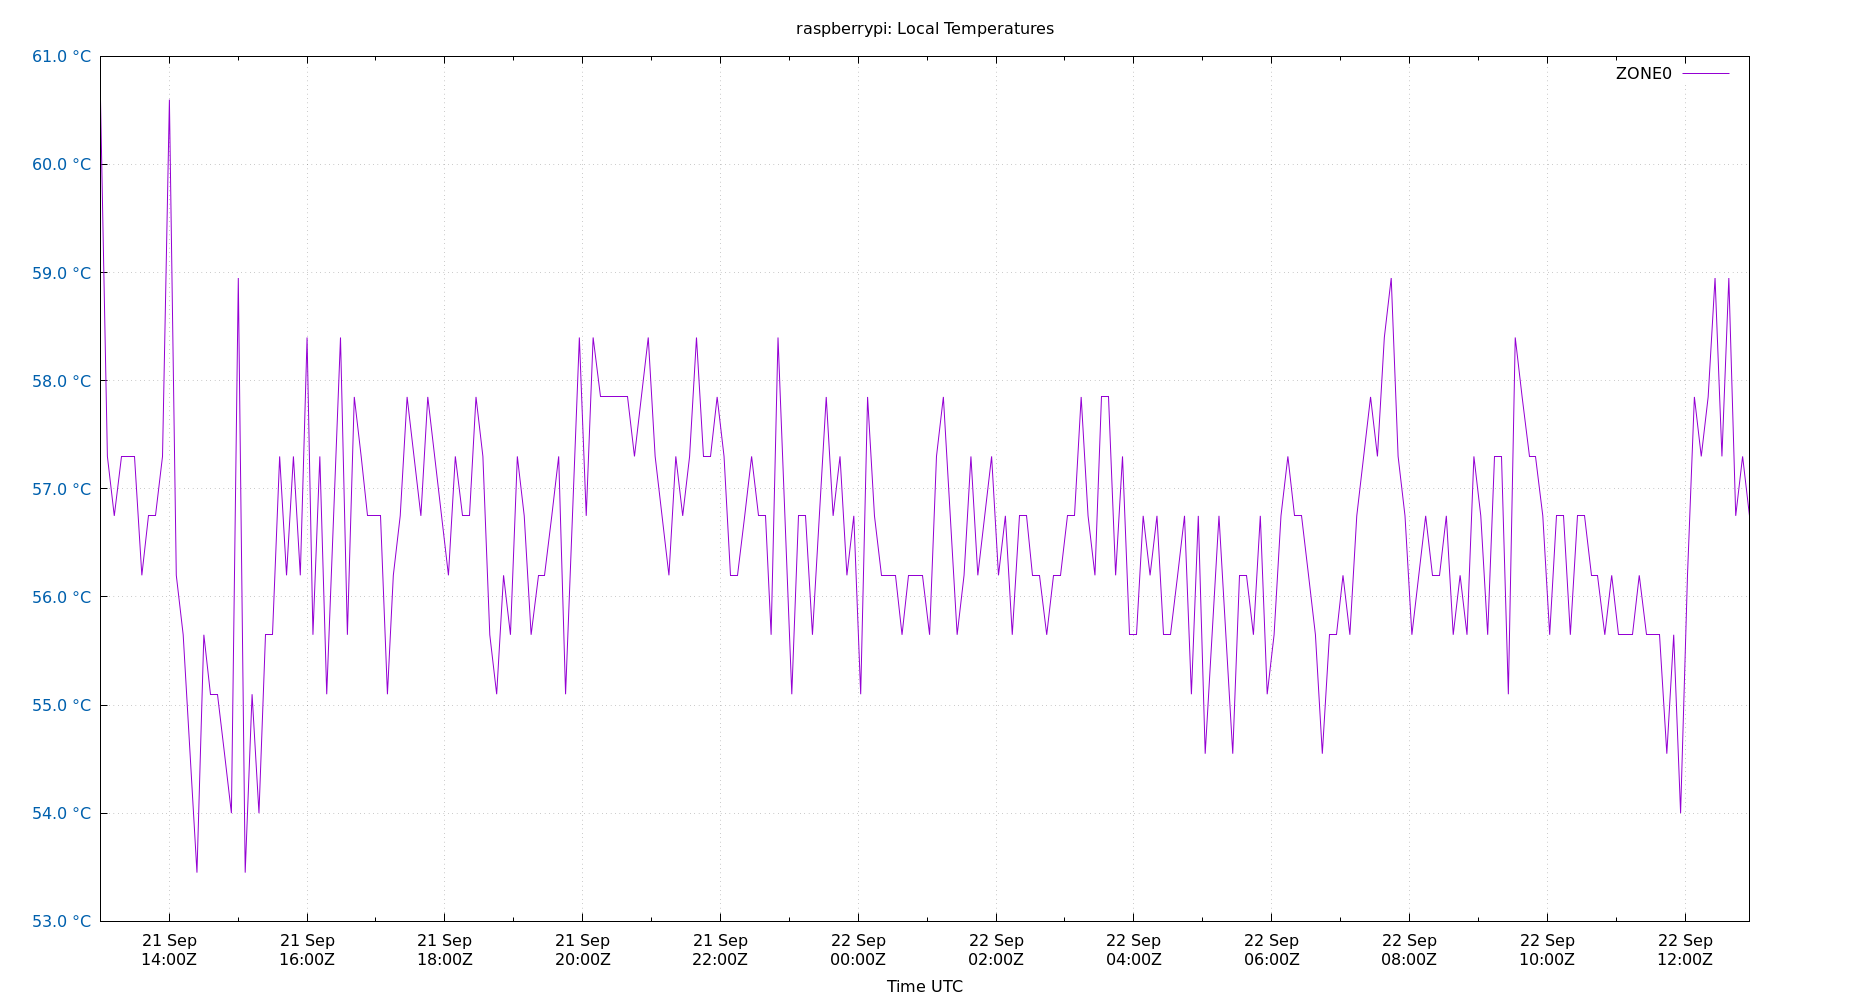 raspberrypi: Local Temperatures
61.0 °C
ZONE0
60.0 °C
59.0 °C
58.0 °C
57.0 °C
56.0 °C
55.0 °C
54.0 °C
53.0 °C
21 Sep 21 Sep 21 Sep 21 Sep 21 Sep 22 Sep 22 Sep 22 Sep 22 Sep 22 Sep 22 Sep 22 Sep
14:00Z 16:00Z 18:00Z 20:00Z 22:00Z 00:00Z 02:00Z 04:00Z 06:00Z 08:00Z 10:00Z 12:00Z
Time UTC